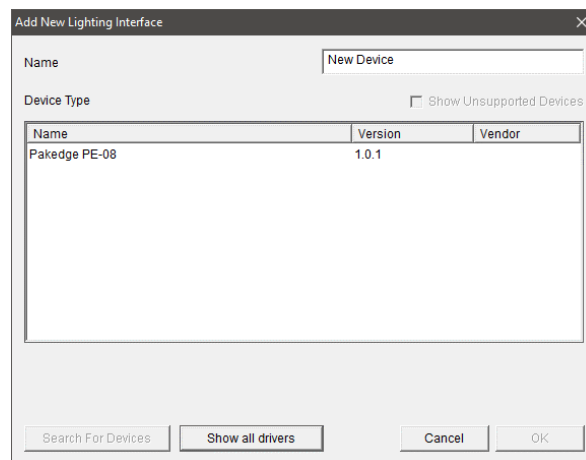 Add New Lighting Interface
Name New Device
Device Type Show Unsupported Devices
Name Version Vendor
Pakedge PE-08 1.0.1
Search For Devices Show all drivers Cancel OK